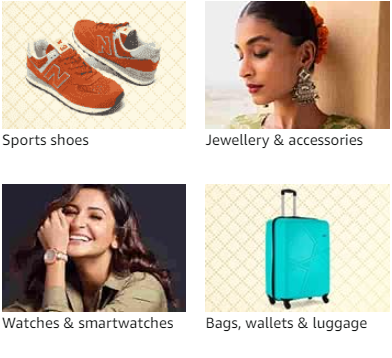 Sports shoes
Jewellery & accessories
Watches & smartwatches
Bags, wallets & luggage